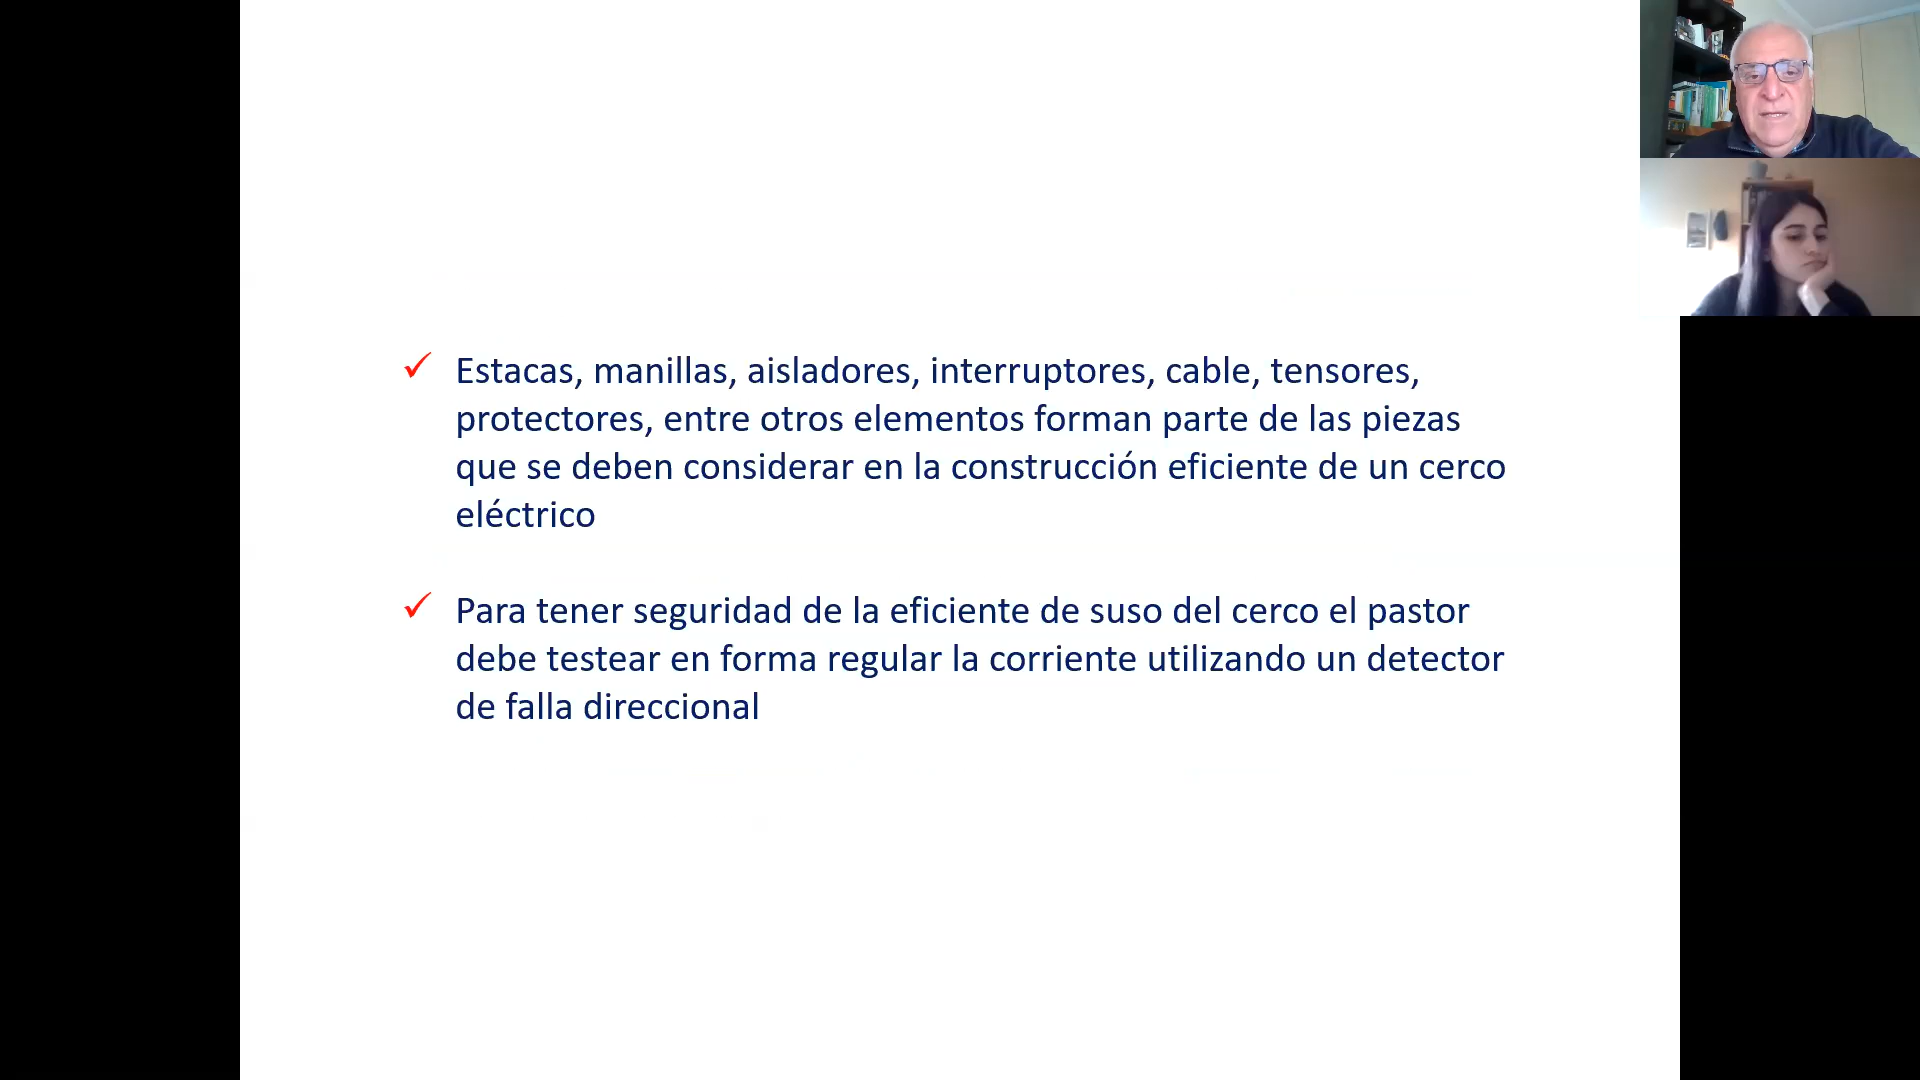 Estacas, manillas, aisladores, interruptores, cable, tensores,
protectores, entre otros elementos forman parte de las piezas
que se deben considerar en la construcción eficiente de un cerco
eléctrico
Para tener seguridad de la eficiente de suso del cerco el pastor
debe testear en forma regular la corriente utilizando un detector
de falla direccional